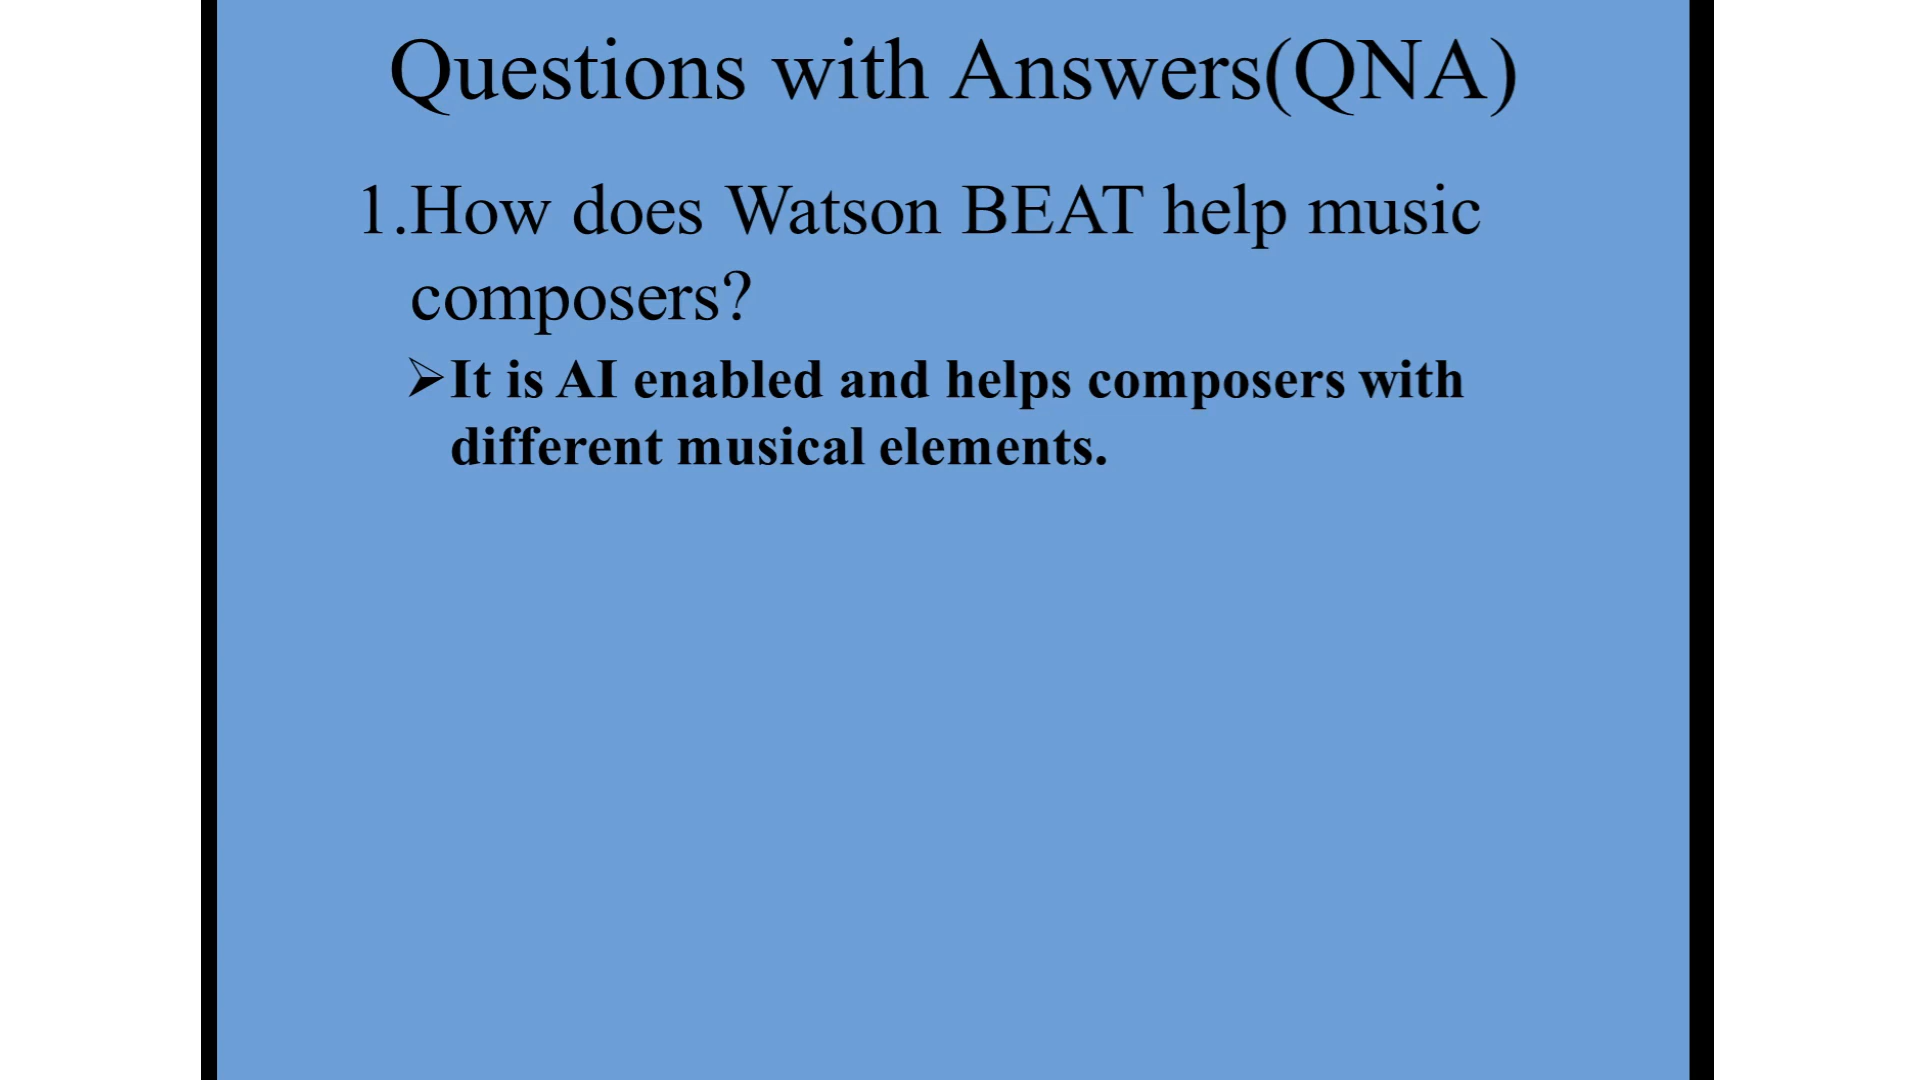 Questions with Answers(QNA)
1.How does Watson BEAT help music
composers?
➢It is AI enabled and helps composers with
different musical elements.